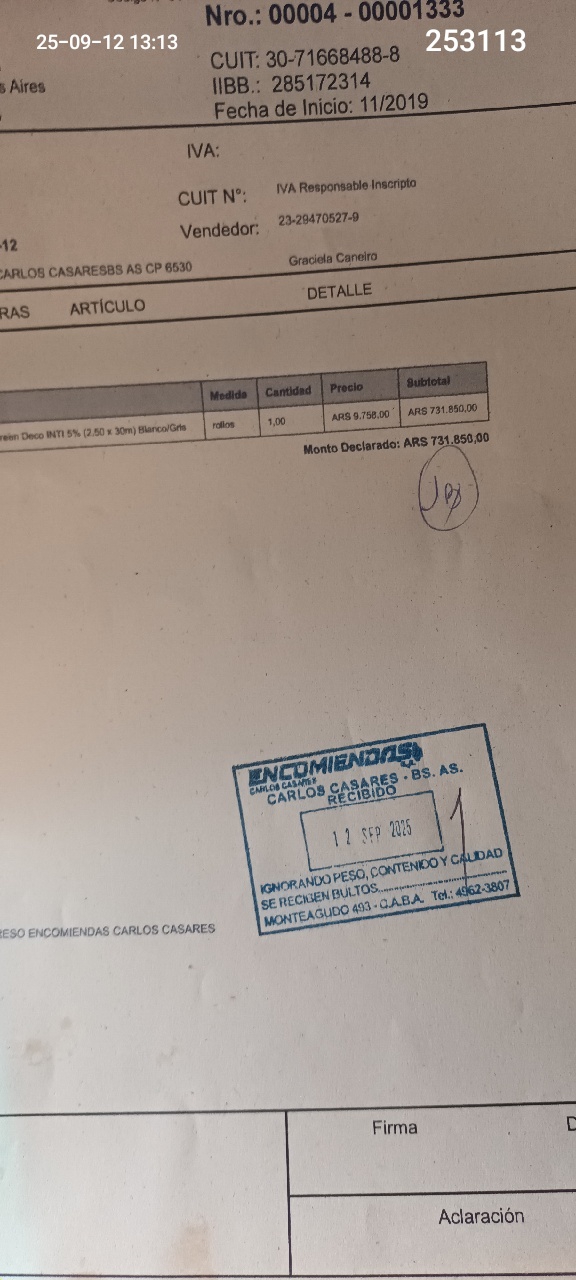 Nro.: 00004 - 00001333
25-09-12 13:13
253113
CUIT: 30-71668488-8
s Aires
IIBB.: 285172314
Fecha de Inicio: 11/2019
IVA:
IVA Responsable Inscripto
CUIT N°:
23-29470527-9
Vendedor:
-12
CARLOS CASARESBS AS CP 6530
Graciela Caneiro
RAS ARTÍCULO DETALLE
Medida Cantidad Precio Subtotal
reen Deco INTI 5% (2.50 x 30m) Blanco/Gris rollos 1,00 ARS 9.758,00 ARS 731.850,00
Monto Declarado: ARS 731.850,00
ENCOMIENDAS
CARLOS CASARES
CARLOS CASARES - BS. AS.
RECIBIDO
12 SEP 2025
1
IGNORANDO PESO, CONTENIDO Y CALIDAD
SE RECIBEN BULTOS
MONTEAGUDO 493 - C.A.B.A. Tel.: 4962-3807
RESO ENCOMIENDAS CARLOS CASARES
Firma
D
Aclaración